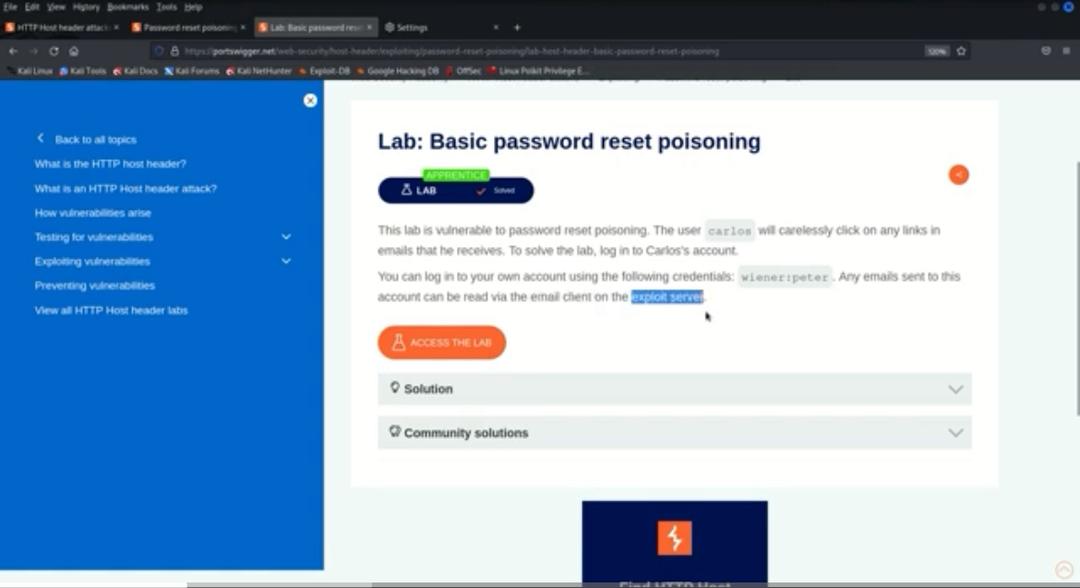 File Edit View History Bookmarks Tools Help
HTTP Host header attack
Password reset poisoning
Lab: Basic password rese
Settings
https://portswigger.net/web-security/host-header/exploiting/password-reset-poisoning/lab-host-header-basic-password-reset-poisoning
120%
Kali Linux Kali Tools Kali Docs Kali Forums Kali NetHunter Exploit-DB Google Hacking DB OffSec Linux Polkit Privilege E...
Back to all topics
What is the HTTP host header?
What is an HTTP Host header attack?
How vulnerabilities arise
Testing for vulnerabilities
Exploiting vulnerabilities
Preventing vulnerabilities
View all HTTP Host header labs
Lab: Basic password reset poisoning
APPRENTICE
LAB Solved
This lab is vulnerable to password reset poisoning. The user carlos will carelessly click on any links in
emails that he receives. To solve the lab, log in to Carlos's account.
You can log in to your own account using the following credentials: wiener:peter. Any emails sent to this
account can be read via the email client on the exploit server.
ACCESS THE LAB
Solution
Community solutions
Find HTTP Host